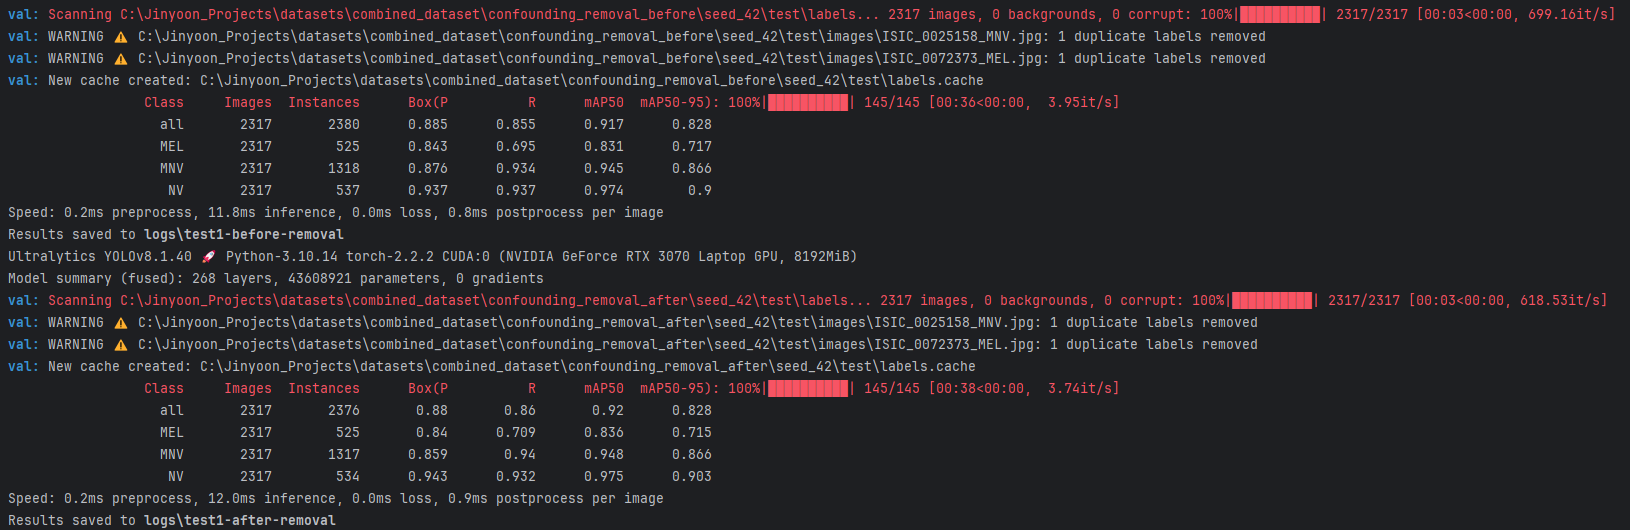 val: Scanning C:\Jinyoon_Projects\datasets\combined_dataset\confounding_removal_before\seed_42\test\labels... 2317 images, 0 backgrounds, 0 corrupt: 100%|██████████| 2317/2317 [00:03<00:00, 699.16it/s]
val: WARNING ⚠️ C:\Jinyoon_Projects\datasets\combined_dataset\confounding_removal_before\seed_42\test\images\ISIC_0025158_MNV.jpg: 1 duplicate labels removed
val: WARNING ⚠️ C:\Jinyoon_Projects\datasets\combined_dataset\confounding_removal_before\seed_42\test\images\ISIC_0072373_MEL.jpg: 1 duplicate labels removed
val: New cache created: C:\Jinyoon_Projects\datasets\combined_dataset\confounding_removal_before\seed_42\test\labels.cache
Class Images Instances Box(P R mAP50 mAP50-95): 100%|██████████| 145/145 [00:36<00:00, 3.95it/s]
all 2317 2380 0.885 0.855 0.917 0.828
MEL 2317 525 0.843 0.695 0.831 0.717
MNV 2317 1318 0.876 0.934 0.945 0.866
NV 2317 537 0.937 0.937 0.974 0.9
Speed: 0.2ms preprocess, 11.8ms inference, 0.0ms loss, 0.8ms postprocess per image
Results saved to logs\test1-before-removal
Ultralytics YOLOv8.1.40 🚀 Python-3.10.14 torch-2.2.2 CUDA:0 (NVIDIA GeForce RTX 3070 Laptop GPU, 8192MiB)
Model summary (fused): 268 layers, 43608921 parameters, 0 gradients
val: Scanning C:\Jinyoon_Projects\datasets\combined_dataset\confounding_removal_after\seed_42\test\labels... 2317 images, 0 backgrounds, 0 corrupt: 100%|██████████| 2317/2317 [00:03<00:00, 618.53it/s]
val: WARNING ⚠️ C:\Jinyoon_Projects\datasets\combined_dataset\confounding_removal_after\seed_42\test\images\ISIC_0025158_MNV.jpg: 1 duplicate labels removed
val: WARNING ⚠️ C:\Jinyoon_Projects\datasets\combined_dataset\confounding_removal_after\seed_42\test\images\ISIC_0072373_MEL.jpg: 1 duplicate labels removed
val: New cache created: C:\Jinyoon_Projects\datasets\combined_dataset\confounding_removal_after\seed_42\test\labels.cache
Class Images Instances Box(P R mAP50 mAP50-95): 100%|██████████| 145/145 [00:38<00:00, 3.74it/s]
all 2317 2376 0.88 0.86 0.92 0.828
MEL 2317 525 0.84 0.709 0.836 0.715
MNV 2317 1317 0.859 0.94 0.948 0.866
NV 2317 534 0.943 0.932 0.975 0.903
Speed: 0.2ms preprocess, 12.0ms inference, 0.0ms loss, 0.9ms postprocess per image
Results saved to logs\test1-after-removal